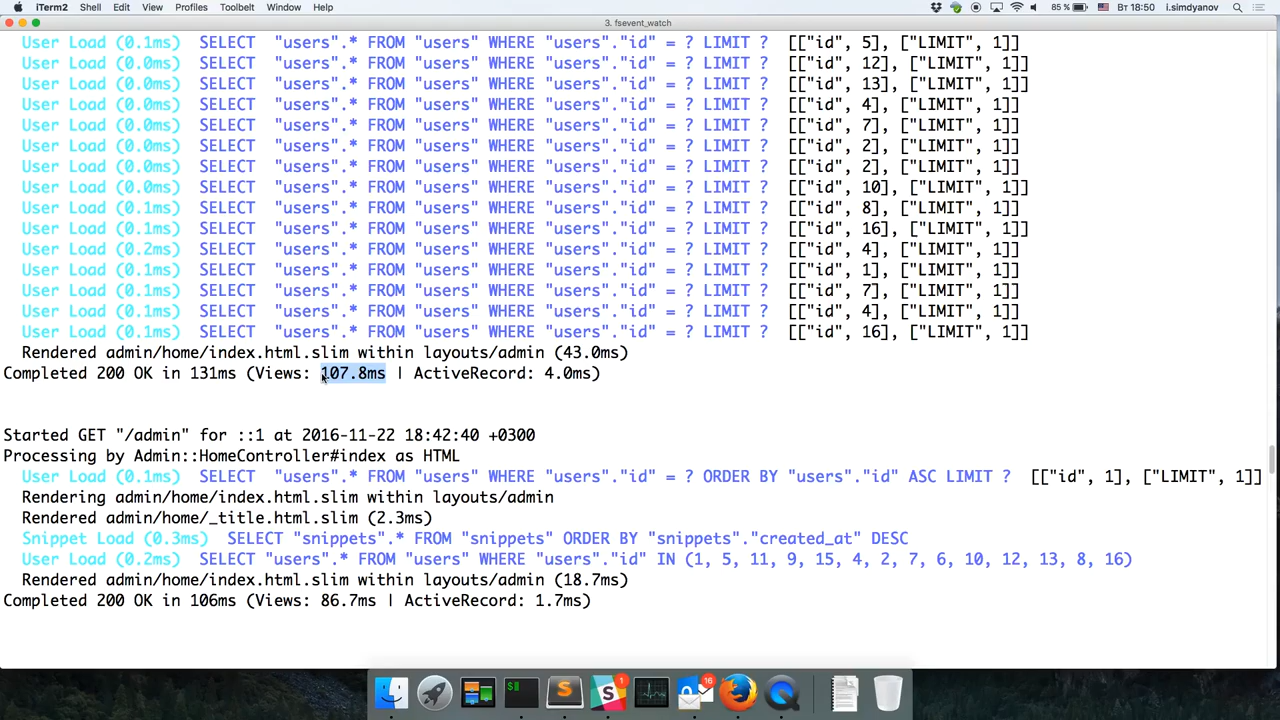 iTerm2 Shell Edit View Profiles Toolbelt Window Help 85 % Вт 18:50 i.simdyanov
3. fsevent_watch
User Load (0.1ms) SELECT "users".* FROM "users" WHERE "users"."id" = ? LIMIT ? [["id", 5], ["LIMIT", 1]]
User Load (0.0ms) SELECT "users".* FROM "users" WHERE "users"."id" = ? LIMIT ? [["id", 12], ["LIMIT", 1]]
User Load (0.0ms) SELECT "users".* FROM "users" WHERE "users"."id" = ? LIMIT ? [["id", 13], ["LIMIT", 1]]
User Load (0.0ms) SELECT "users".* FROM "users" WHERE "users"."id" = ? LIMIT ? [["id", 4], ["LIMIT", 1]]
User Load (0.0ms) SELECT "users".* FROM "users" WHERE "users"."id" = ? LIMIT ? [["id", 7], ["LIMIT", 1]]
User Load (0.0ms) SELECT "users".* FROM "users" WHERE "users"."id" = ? LIMIT ? [["id", 2], ["LIMIT", 1]]
User Load (0.0ms) SELECT "users".* FROM "users" WHERE "users"."id" = ? LIMIT ? [["id", 2], ["LIMIT", 1]]
User Load (0.0ms) SELECT "users".* FROM "users" WHERE "users"."id" = ? LIMIT ? [["id", 10], ["LIMIT", 1]]
User Load (0.1ms) SELECT "users".* FROM "users" WHERE "users"."id" = ? LIMIT ? [["id", 8], ["LIMIT", 1]]
User Load (0.1ms) SELECT "users".* FROM "users" WHERE "users"."id" = ? LIMIT ? [["id", 16], ["LIMIT", 1]]
User Load (0.2ms) SELECT "users".* FROM "users" WHERE "users"."id" = ? LIMIT ? [["id", 4], ["LIMIT", 1]]
User Load (0.1ms) SELECT "users".* FROM "users" WHERE "users"."id" = ? LIMIT ? [["id", 1], ["LIMIT", 1]]
User Load (0.1ms) SELECT "users".* FROM "users" WHERE "users"."id" = ? LIMIT ? [["id", 7], ["LIMIT", 1]]
User Load (0.1ms) SELECT "users".* FROM "users" WHERE "users"."id" = ? LIMIT ? [["id", 4], ["LIMIT", 1]]
User Load (0.1ms) SELECT "users".* FROM "users" WHERE "users"."id" = ? LIMIT ? [["id", 16], ["LIMIT", 1]]
Rendered admin/home/index.html.slim within layouts/admin (43.0ms)
Completed 200 OK in 131ms (Views: 107.8ms | ActiveRecord: 4.0ms)
Started GET "/admin" for ::1 at 2016-11-22 18:42:40 +0300
Processing by Admin::HomeController#index as HTML
User Load (0.1ms) SELECT "users".* FROM "users" WHERE "users"."id" = ? ORDER BY "users"."id" ASC LIMIT ? [["id", 1], ["LIMIT", 1]]
Rendering admin/home/index.html.slim within layouts/admin
Rendered admin/home/_title.html.slim (2.3ms)
Snippet Load (0.3ms) SELECT "snippets".* FROM "snippets" ORDER BY "snippets"."created_at" DESC
User Load (0.2ms) SELECT "users".* FROM "users" WHERE "users"."id" IN (1, 5, 11, 9, 15, 4, 2, 7, 6, 10, 12, 13, 8, 16)
Rendered admin/home/index.html.slim within layouts/admin (18.7ms)
Completed 200 OK in 106ms (Views: 86.7ms | ActiveRecord: 1.7ms)
1
16